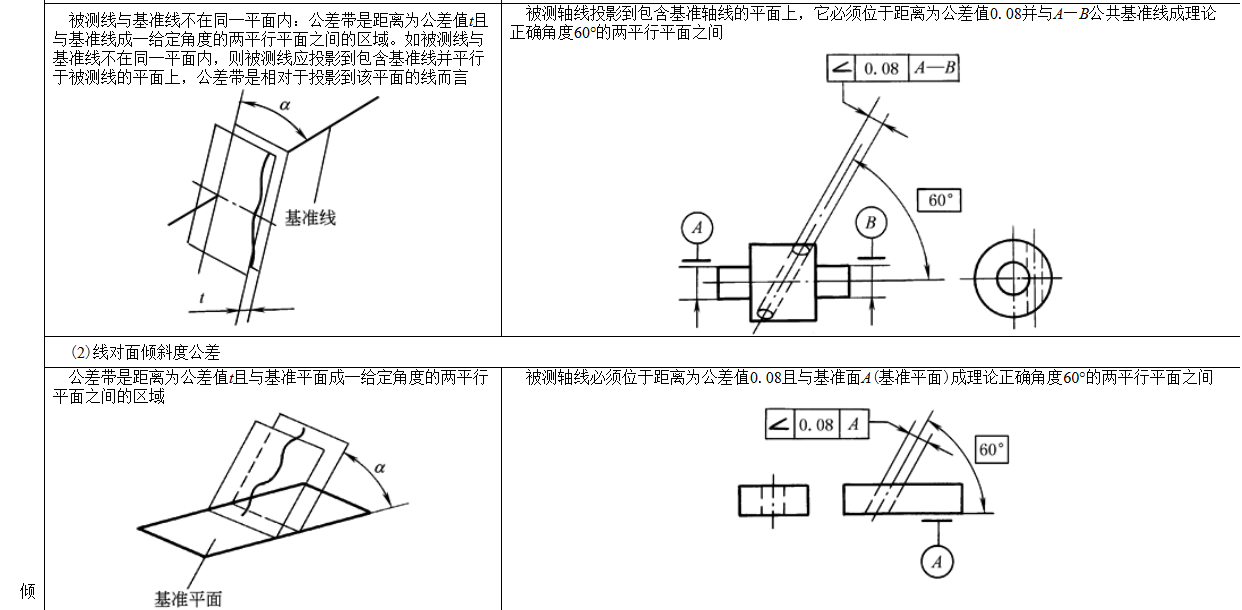 被测线与基准线不在同一平面内：公差带是距离为公差值t且
与基准线成一给定角度的两平行平面之间的区域。如被测线与
基准线不在同一平面内，则被测线应投影到包含基准线并平行
于被测线的平面上，公差带是相对于投影到该平面的线而言
α
基准线
t
被测轴线投影到包含基准轴线的平面上，它必须位于距离为公差值0.08并与A—B公共基准线成理论
正确角度60°的两平行平面之间
∠ 0.08 A—B
60°
A
B
(2)线对面倾斜度公差
公差带是距离为公差值t且与基准平面成一给定角度的两平行
平面之间的区域
α
基准平面
被测轴线必须位于距离为公差值0.08且与基准面A(基准平面)成理论正确角度60°的两平行平面之间
∠ 0.08 A
60°
A
倾